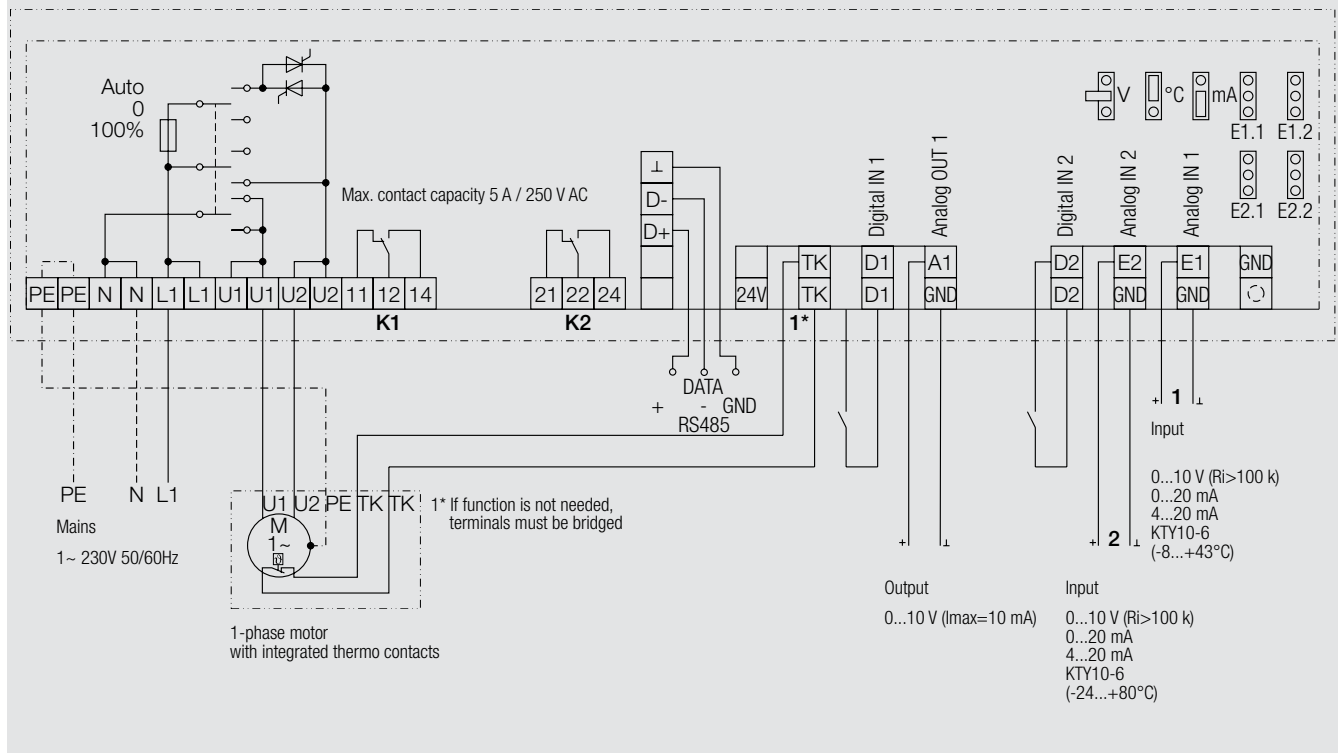 Auto
0
100%
Max. contact capacity 5 A / 250 V AC
V °C mA
E1.1 E1.2
E2.1 E2.2
⊥
D-
D+
Digital IN 1
Analog OUT 1
Digital IN 2
Analog IN 2
Analog IN 1
TK D1 A1 D2 E2 E1 GND
PE PE N N L1 L1 U1 U1 U2 U2 11 12 14 21 22 24 24V TK D1 GND D2 GND GND
K1 K2 1*
DATA
+ - GND
RS485
+ 1 ⊥
Input
0...10 V (Ri>100 k)
0...20 mA
4...20 mA
KTY10-6
(-8...+43°C)
PE N L1
Mains
1~ 230V 50/60Hz
U1 U2 PE TK TK
M
1~
1* If function is not needed,
terminals must be bridged
1-phase motor
with integrated thermo contacts
+ ⊥
Output
0...10 V (Imax=10 mA)
+ 2 ⊥
Input
0...10 V (Ri>100 k)
0...20 mA
4...20 mA
KTY10-6
(-24...+80°C)